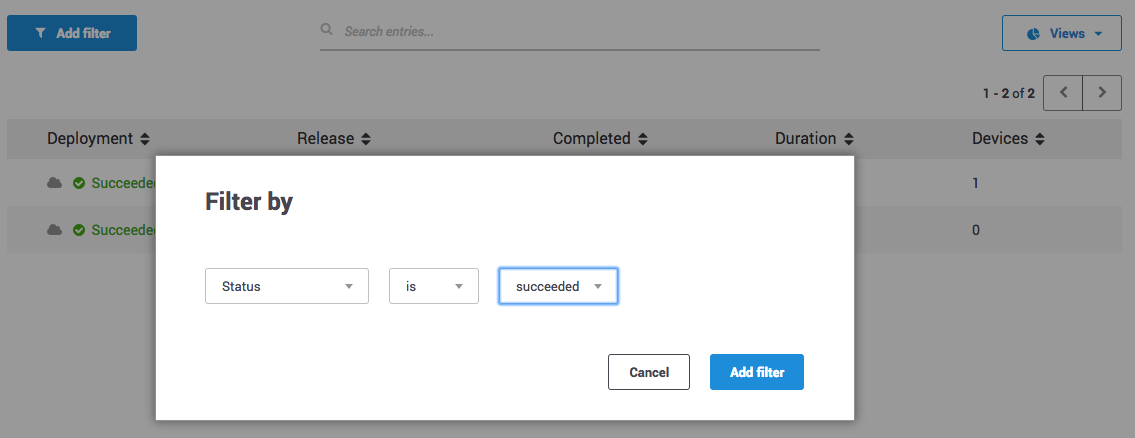 Add filter
Search entries...
Views
1 - 2 of 2
Deployment Release Completed Duration Devices
Succeeded 1
Succeeded 0
Filter by
Status is succeeded
Cancel Add filter